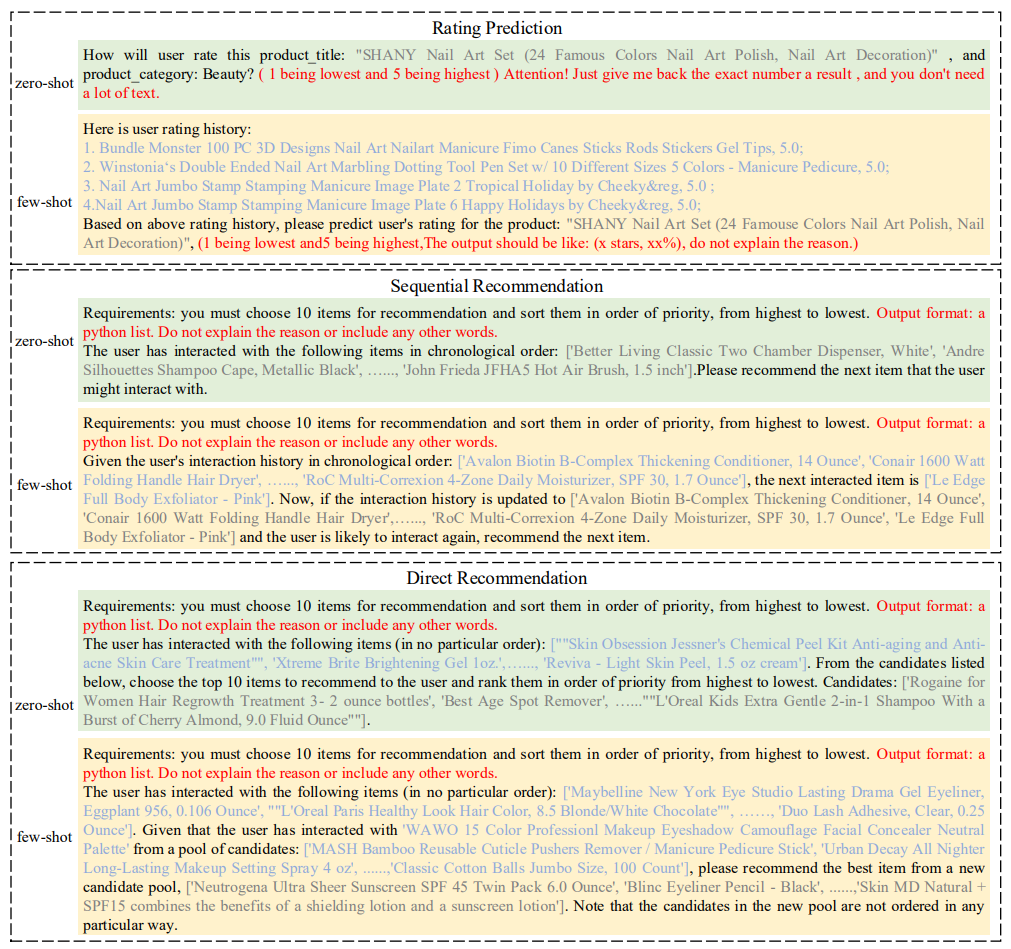 Rating Prediction
zero-shot
How will user rate this product_title: "SHANY Nail Art Set (24 Famous Colors Nail Art Polish, Nail Art Decoration)" , and
product_category: Beauty? ( 1 being lowest and 5 being highest ) Attention! Just give me back the exact number a result , and you don't need
a lot of text.
few-shot
Here is user rating history:
1. Bundle Monster 100 PC 3D Designs Nail Art Nailart Manicure Fimo Canes Sticks Rods Stickers Gel Tips, 5.0;
2. Winstonia‘s Double Ended Nail Art Marbling Dotting Tool Pen Set w/ 10 Different Sizes 5 Colors - Manicure Pedicure, 5.0;
3. Nail Art Jumbo Stamp Stamping Manicure Image Plate 2 Tropical Holiday by Cheeky&reg, 5.0 ;
4.Nail Art Jumbo Stamp Stamping Manicure Image Plate 6 Happy Holidays by Cheeky&reg, 5.0;
Based on above rating history, please predict user's rating for the product: "SHANY Nail Art Set (24 Famouse Colors Nail Art Polish, Nail
Art Decoration)", (1 being lowest and5 being highest,The output should be like: (x stars, xx%), do not explain the reason.)
Sequential Recommendation
zero-shot
Requirements: you must choose 10 items for recommendation and sort them in order of priority, from highest to lowest. Output format: a
python list. Do not explain the reason or include any other words.
The user has interacted with the following items in chronological order: ['Better Living Classic Two Chamber Dispenser, White', 'Andre
Silhouettes Shampoo Cape, Metallic Black', ……, 'John Frieda JFHA5 Hot Air Brush, 1.5 inch'].Please recommend the next item that the user
might interact with.
few-shot
Requirements: you must choose 10 items for recommendation and sort them in order of priority, from highest to lowest. Output format: a
python list. Do not explain the reason or include any other words.
Given the user's interaction history in chronological order: ['Avalon Biotin B-Complex Thickening Conditioner, 14 Ounce', 'Conair 1600 Watt
Folding Handle Hair Dryer', ……, 'RoC Multi-Correxion 4-Zone Daily Moisturizer, SPF 30, 1.7 Ounce'], the next interacted item is ['Le Edge
Full Body Exfoliator - Pink']. Now, if the interaction history is updated to ['Avalon Biotin B-Complex Thickening Conditioner, 14 Ounce',
'Conair 1600 Watt Folding Handle Hair Dryer',……, 'RoC Multi-Correxion 4-Zone Daily Moisturizer, SPF 30, 1.7 Ounce', 'Le Edge Full
Body Exfoliator - Pink'] and the user is likely to interact again, recommend the next item.
Direct Recommendation
zero-shot
Requirements: you must choose 10 items for recommendation and sort them in order of priority, from highest to lowest. Output format: a
python list. Do not explain the reason or include any other words.
The user has interacted with the following items (in no particular order): [""Skin Obsession Jessner's Chemical Peel Kit Anti-aging and Anti-
acne Skin Care Treatment"", 'Xtreme Brite Brightening Gel 1oz.',……, 'Reviva - Light Skin Peel, 1.5 oz cream']. From the candidates listed
below, choose the top 10 items to recommend to the user and rank them in order of priority from highest to lowest. Candidates: ['Rogaine for
Women Hair Regrowth Treatment 3- 2 ounce bottles', 'Best Age Spot Remover', ……""L'Oreal Kids Extra Gentle 2-in-1 Shampoo With a
Burst of Cherry Almond, 9.0 Fluid Ounce""].
few-shot
Requirements: you must choose 10 items for recommendation and sort them in order of priority, from highest to lowest. Output format: a
python list. Do not explain the reason or include any other words.
The user has interacted with the following items (in no particular order): ['Maybelline New York Eye Studio Lasting Drama Gel Eyeliner,
Eggplant 956, 0.106 Ounce', ""L'Oreal Paris Healthy Look Hair Color, 8.5 Blonde/White Chocolate"", ……, 'Duo Lash Adhesive, Clear, 0.25
Ounce']. Given that the user has interacted with 'WAWO 15 Color Professionl Makeup Eyeshadow Camouflage Facial Concealer Neutral
Palette' from a pool of candidates: ['MASH Bamboo Reusable Cuticle Pushers Remover / Manicure Pedicure Stick', 'Urban Decay All Nighter
Long-Lasting Makeup Setting Spray 4 oz', ……,'Classic Cotton Balls Jumbo Size, 100 Count'], please recommend the best item from a new
candidate pool, ['Neutrogena Ultra Sheer Sunscreen SPF 45 Twin Pack 6.0 Ounce', 'Blinc Eyeliner Pencil - Black', ……,'Skin MD Natural +
SPF15 combines the benefits of a shielding lotion and a sunscreen lotion']. Note that the candidates in the new pool are not ordered in any
particular way.